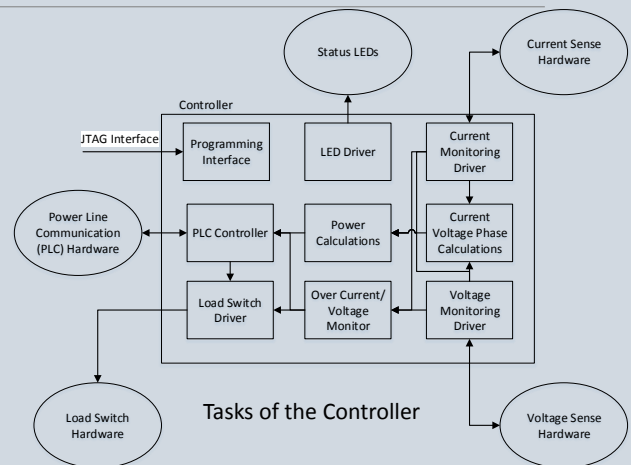 Status LEDs
Current Sense
Hardware
Controller
JTAG Interface
Programming
Interface
LED Driver
Current
Monitoring
Driver
Power Line
Communication
(PLC) Hardware
PLC Controller
Power
Calculations
Current
Voltage Phase
Calculations
Load Switch
Driver
Over Current/
Voltage
Monitor
Voltage
Monitoring
Driver
Load Switch
Hardware
Tasks of the Controller
Voltage Sense
Hardware